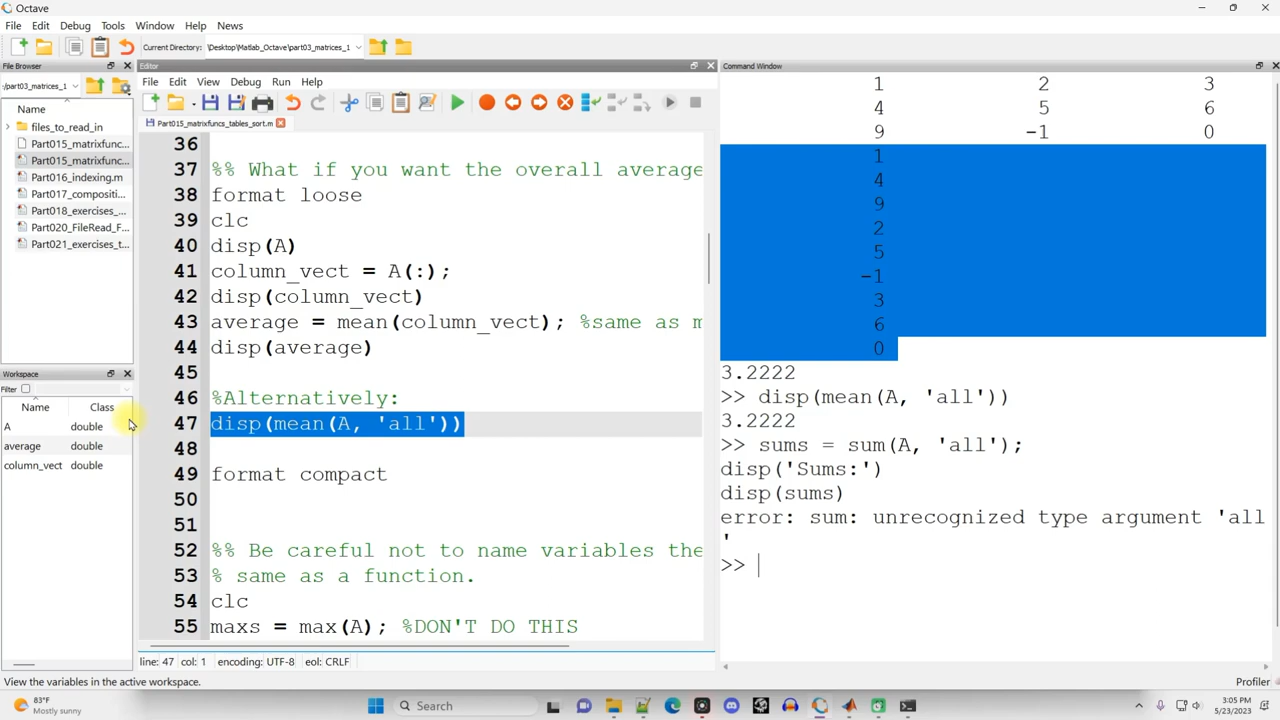 Octave
File Edit Debug Tools Window Help News
Current Directory: \Desktop\Matlab_Octave\part03_matrices_1
File Browser
/part03_matrices_1
Name
files_to_read_in
Part015_matrixfunc...
Part015_matrixfunc...
Part016_indexing.m
Part017_compositi...
Part018_exercises_...
Part020_FileRead_F...
Part021_exercises_t...
Workspace
Filter
Name Class
A double
average double
column_vect double
Editor
File Edit View Debug Run Help
Part015_matrixfuncs_tables_sort.m
36
37 %% What if you want the overall average
38 format loose
39 clc
40 disp(A)
41 column_vect = A(:);
42 disp(column_vect)
43 average = mean(column_vect); %same as m
44 disp(average)
45
46 %Alternatively:
47 disp(mean(A, 'all'))
48
49 format compact
50
51
52 %% Be careful not to name variables the
53 % same as a function.
54 clc
55 maxs = max(A); %DON'T DO THIS
line: 47 col: 1 encoding: UTF-8 eol: CRLF
Command Window
1 2 3
4 5 6
9 -1 0
1
4
9
2
5
-1
3
6
0
3.2222
>> disp(mean(A, 'all'))
3.2222
>> sums = sum(A, 'all');
disp('Sums:')
disp(sums)
error: sum: unrecognized type argument 'all
'
>>
View the variables in the active workspace.
Profiler
83°F
Mostly sunny
Search
3:05 PM
5/23/2023